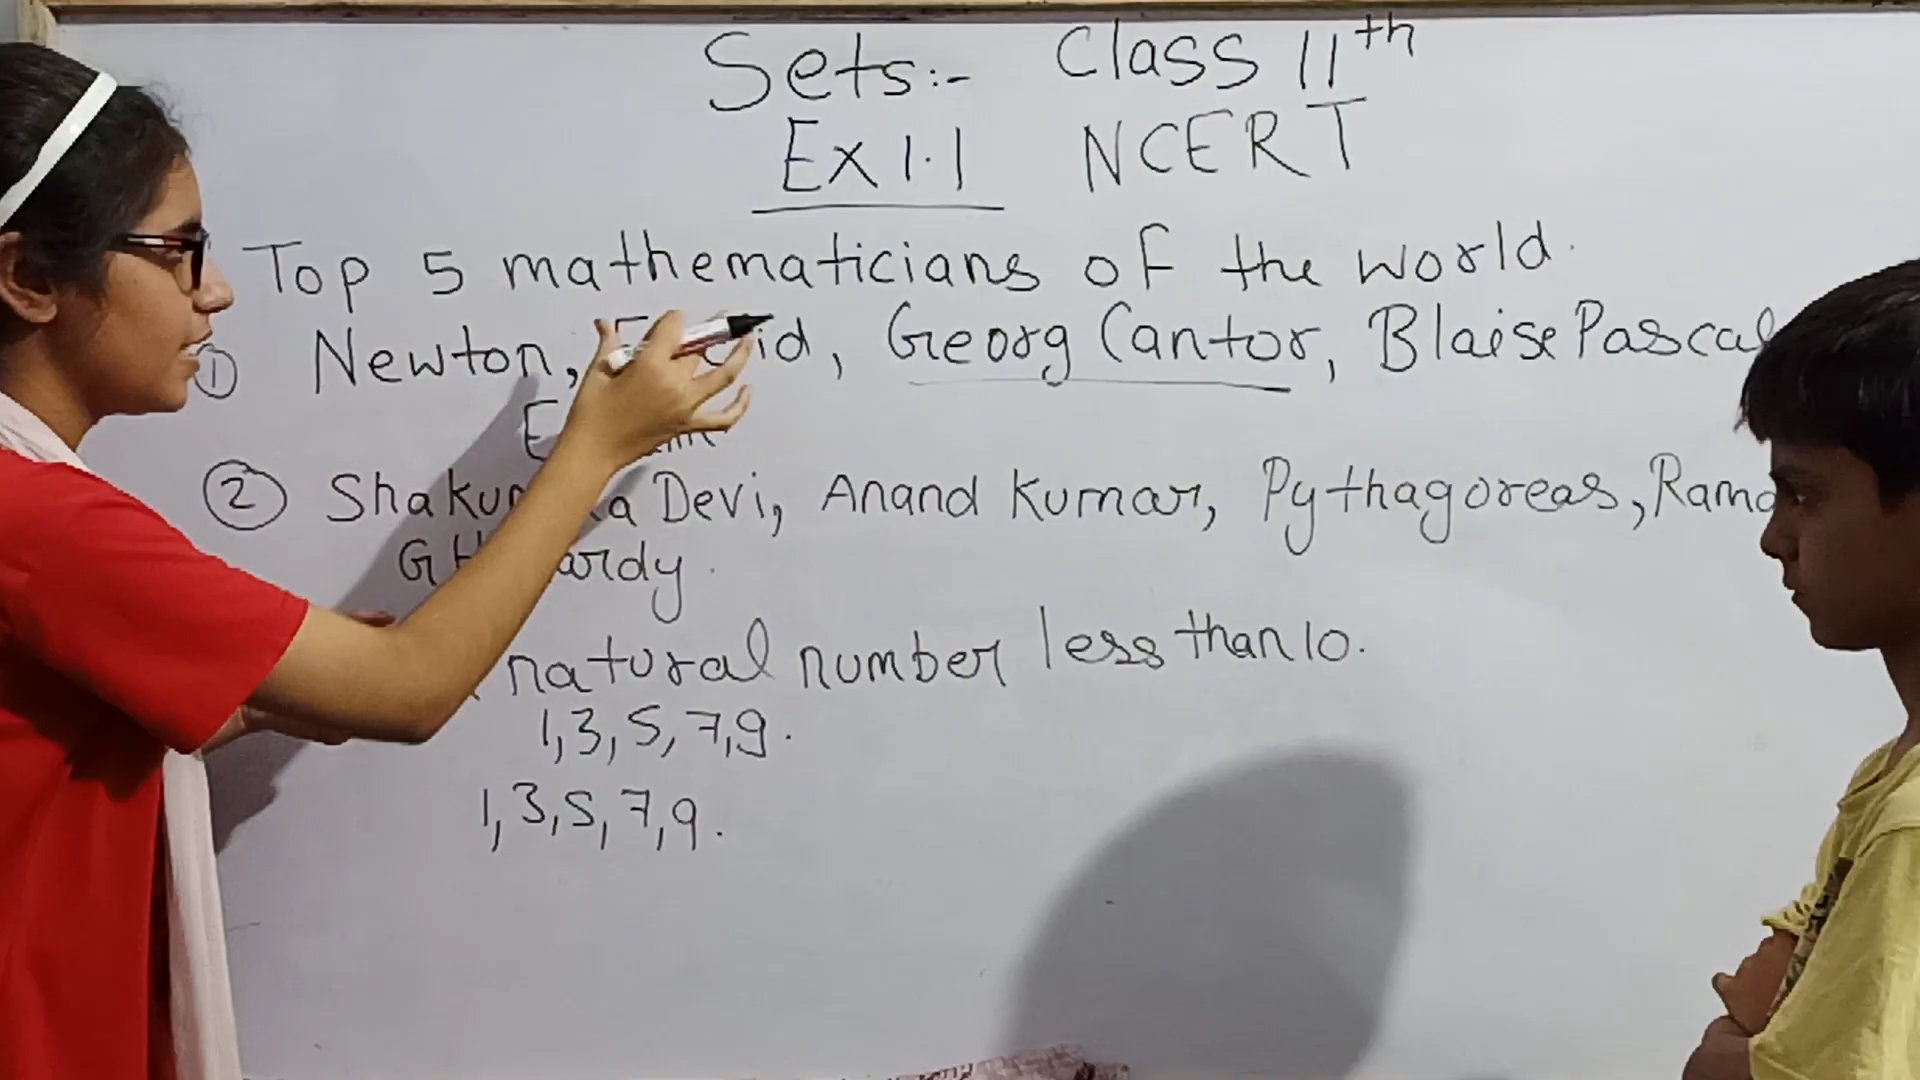 Sets:- Class 11th
Ex 1.1 NCERT
Top 5 mathematicians of the world.
① Newton, Georg Cantor, Blaise Pascal
② Devi, Anand Kumar, Pythagoreas,
natural number less than 10.
1, 3, 5, 7, 9.
1, 3, 5, 7, 9.